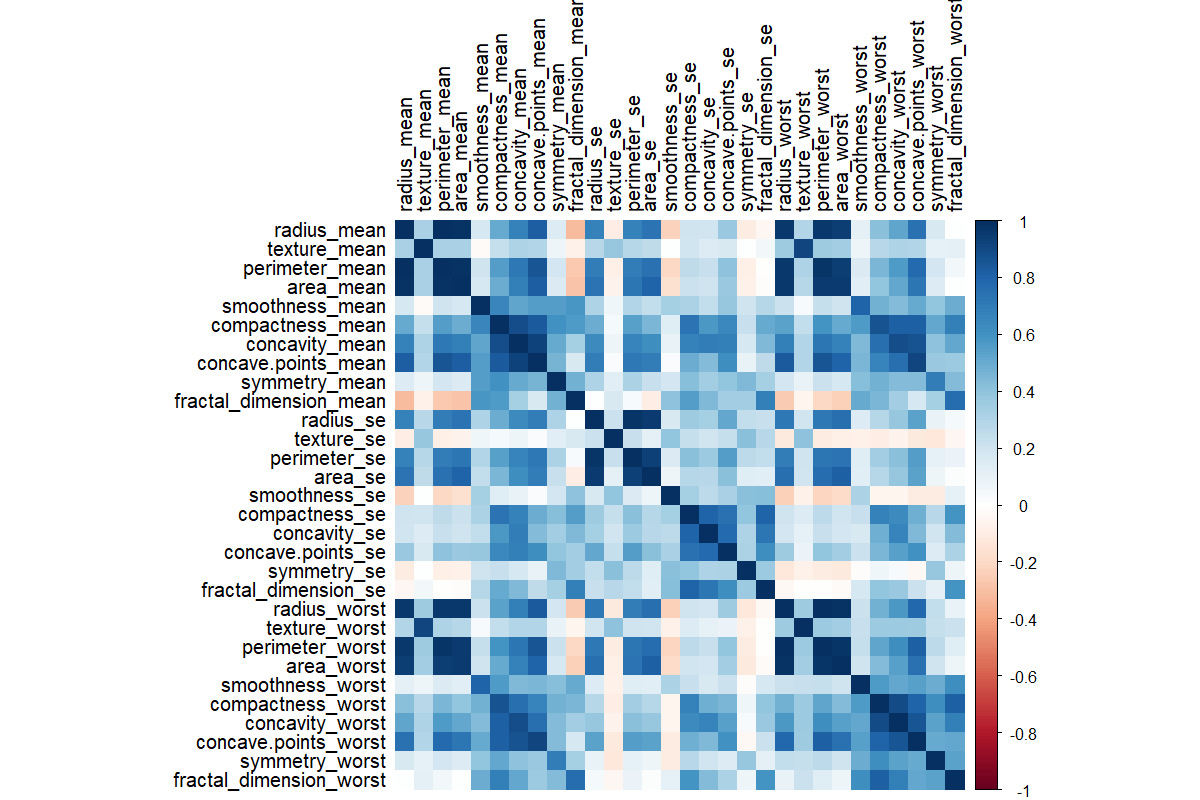 radius_mean
texture_mean
perimeter_mean
area_mean
smoothness_mean
compactness_mean
concavity_mean
concave.points_mean
symmetry_mean
fractal_dimension_mean
radius_se
texture_se
perimeter_se
area_se
smoothness_se
compactness_se
concavity_se
concave.points_se
symmetry_se
fractal_dimension_se
radius_worst
texture_worst
perimeter_worst
area_worst
smoothness_worst
compactness_worst
concavity_worst
concave.points_worst
symmetry_worst
fractal_dimension_worst
radius_mean
texture_mean
perimeter_mean
area_mean
smoothness_mean
compactness_mean
concavity_mean
concave.points_mean
symmetry_mean
fractal_dimension_mean
radius_se
texture_se
perimeter_se
area_se
smoothness_se
compactness_se
concavity_se
concave.points_se
symmetry_se
fractal_dimension_se
radius_worst
texture_worst
perimeter_worst
area_worst
smoothness_worst
compactness_worst
concavity_worst
concave.points_worst
symmetry_worst
fractal_dimension_worst
1
0.8
0.6
0.4
0.2
0
-0.2
-0.4
-0.6
-0.8
-1